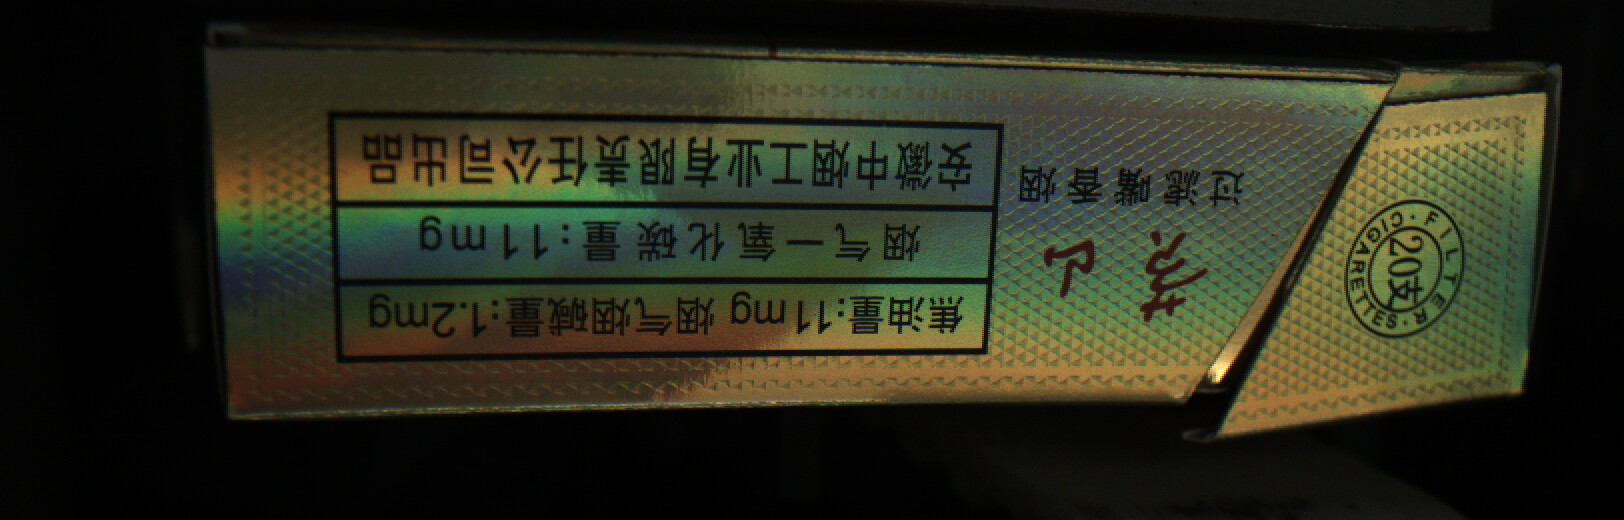 FILTER · CIGARETTES ·
20支
黄山
过滤嘴香烟
焦油量:11mg 烟气烟碱量:1.2mg
烟气一氧化碳量:11mg
安徽中烟工业有限责任公司出品